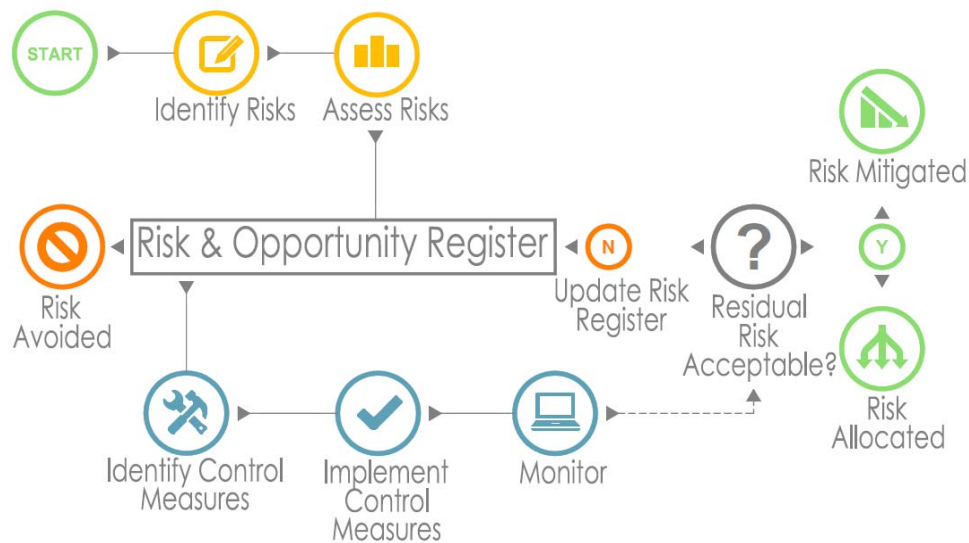 START
Identify Risks
Assess Risks
Risk Mitigated
Risk & Opportunity Register
N
?
Y
Risk
Avoided
Update Risk
Register
Residual
Risk
Acceptable?
Risk
Allocated
Identify Control
Measures
Implement
Control
Measures
Monitor